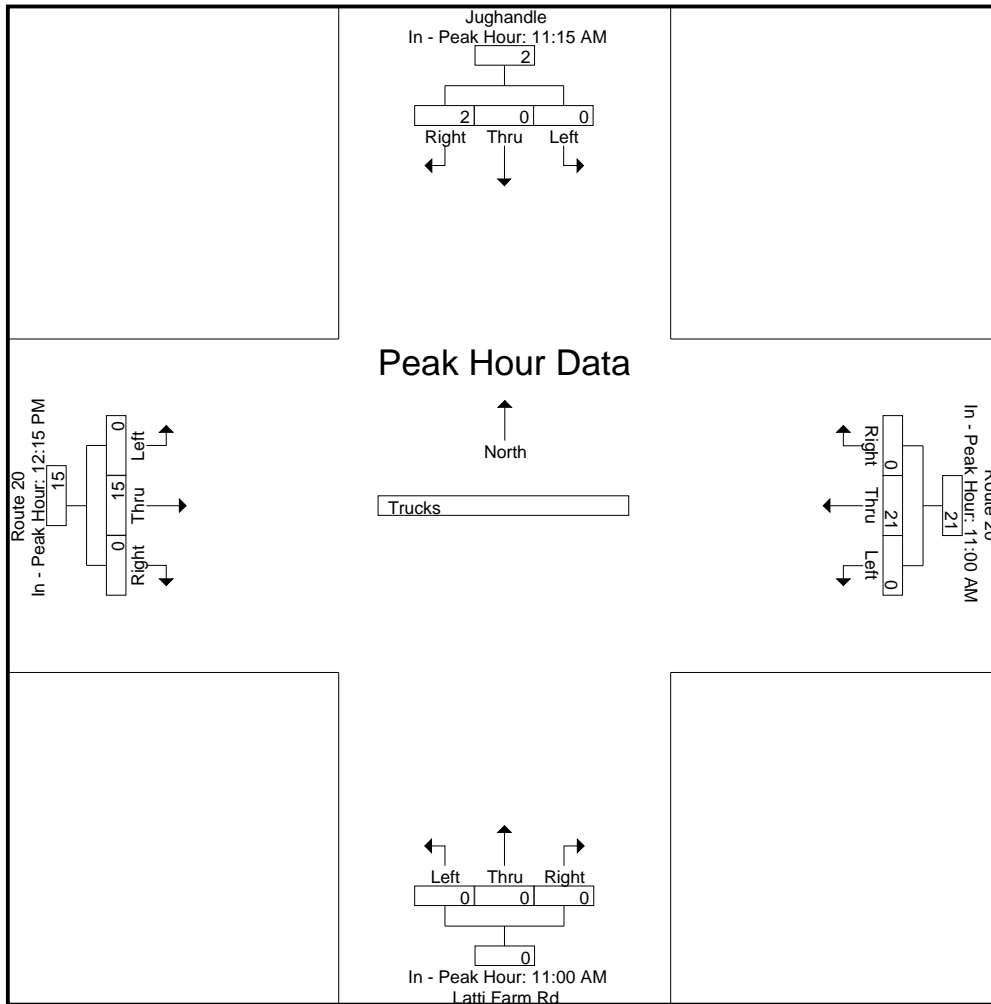 Jughandle
In - Peak Hour: 11:15 AM
2
2 0 0
Right Thru Left
Peak Hour Data
North
Trucks
Route 20
In - Peak Hour: 12:15 PM
15
0 15 0
Left Thru Right
Route 20
In - Peak Hour: 11:00 AM
21
0 21 0
Right Thru Left
Left Thru Right
0 0 0
0
In - Peak Hour: 11:00 AM
Latti Farm Rd